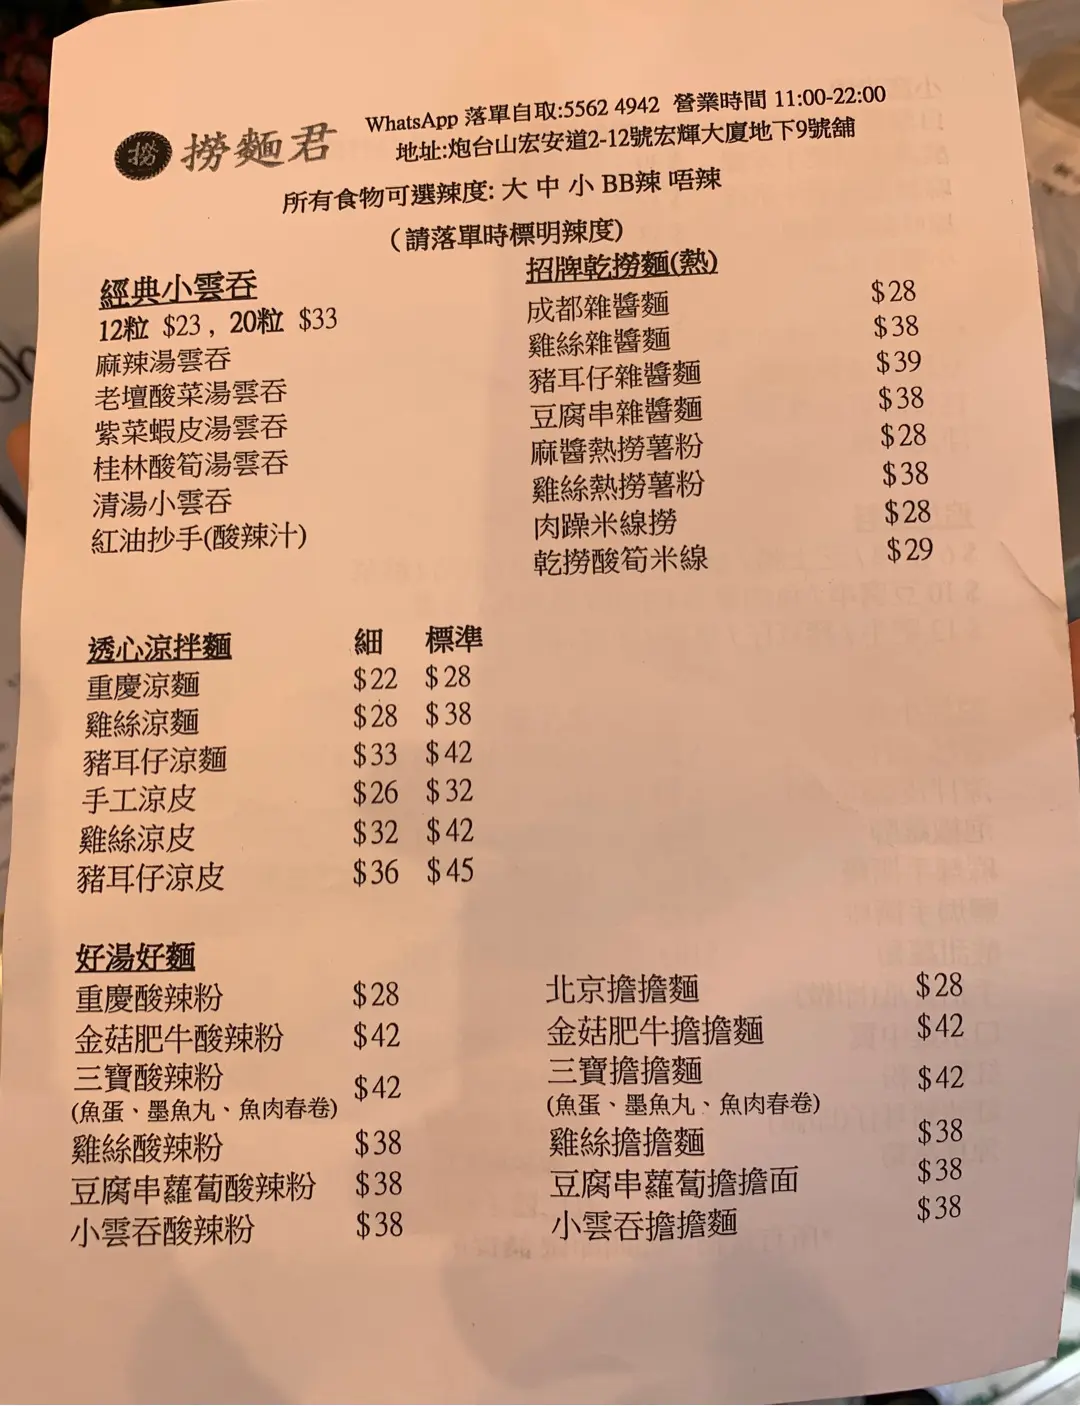 撈 撈麵君
WhatsApp 落單自取:5562 4942 營業時間 11:00-22:00
地址:炮台山宏安道2-12號宏輝大廈地下9號舖
所有食物可選辣度: 大 中 小 BB辣 唔辣
(請落單時標明辣度)
經典小雲吞
12粒 $23 , 20粒 $33
麻辣湯雲吞
老壇酸菜湯雲吞
紫菜蝦皮湯雲吞
桂林酸筍湯雲吞
清湯小雲吞
紅油抄手(酸辣汁)
招牌乾撈麵(熱)
成都雜醬麵 $28
雞絲雜醬麵 $38
豬耳仔雜醬麵 $39
豆腐串雜醬麵 $38
麻醬熱撈薯粉 $28
雞絲熱撈薯粉 $38
肉躁米線撈 $28
乾撈酸筍米線 $29
透心涼拌麵 細 標準
重慶涼麵 $22 $28
雞絲涼麵 $28 $38
豬耳仔涼麵 $33 $42
手工涼皮 $26 $32
雞絲涼皮 $32 $42
豬耳仔涼皮 $36 $45
好湯好麵
重慶酸辣粉 $28
金菇肥牛酸辣粉 $42
三寶酸辣粉 $42
(魚蛋、墨魚丸、魚肉春卷)
雞絲酸辣粉 $38
豆腐串蘿蔔酸辣粉 $38
小雲吞酸辣粉 $38
北京擔擔麵 $28
金菇肥牛擔擔麵 $42
三寶擔擔麵 $42
(魚蛋、墨魚丸、魚肉春卷)
雞絲擔擔麵 $38
豆腐串蘿蔔擔擔面 $38
小雲吞擔擔麵 $38